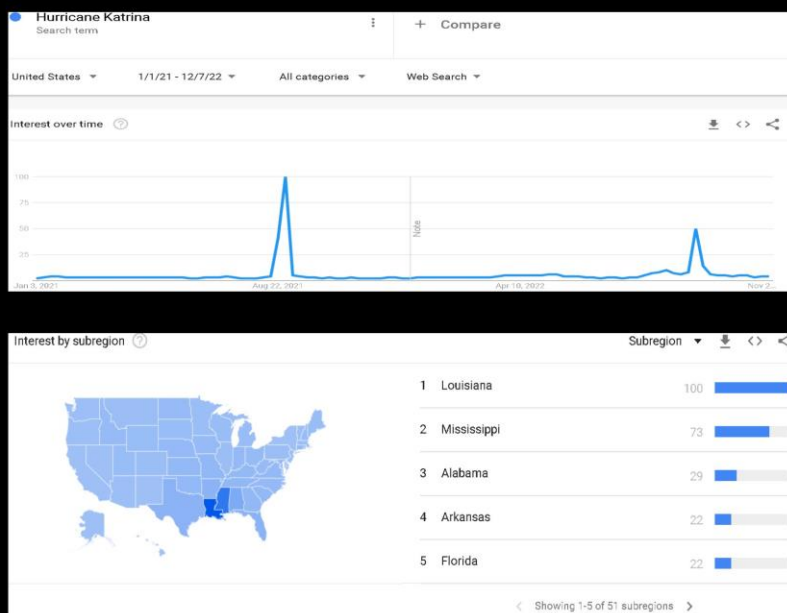 Hurricane Katrina
Search term
+ Compare
United States
1/1/21 - 12/7/22
All categories
Web Search
Interest over time
100
75
50
25
Note
Jan 3, 2021
Aug 22, 2021
Apr 10, 2022
Nov 2...
Interest by subregion
Subregion
1 Louisiana 100
2 Mississippi 73
3 Alabama 29
4 Arkansas 22
5 Florida 22
Showing 1-5 of 51 subregions